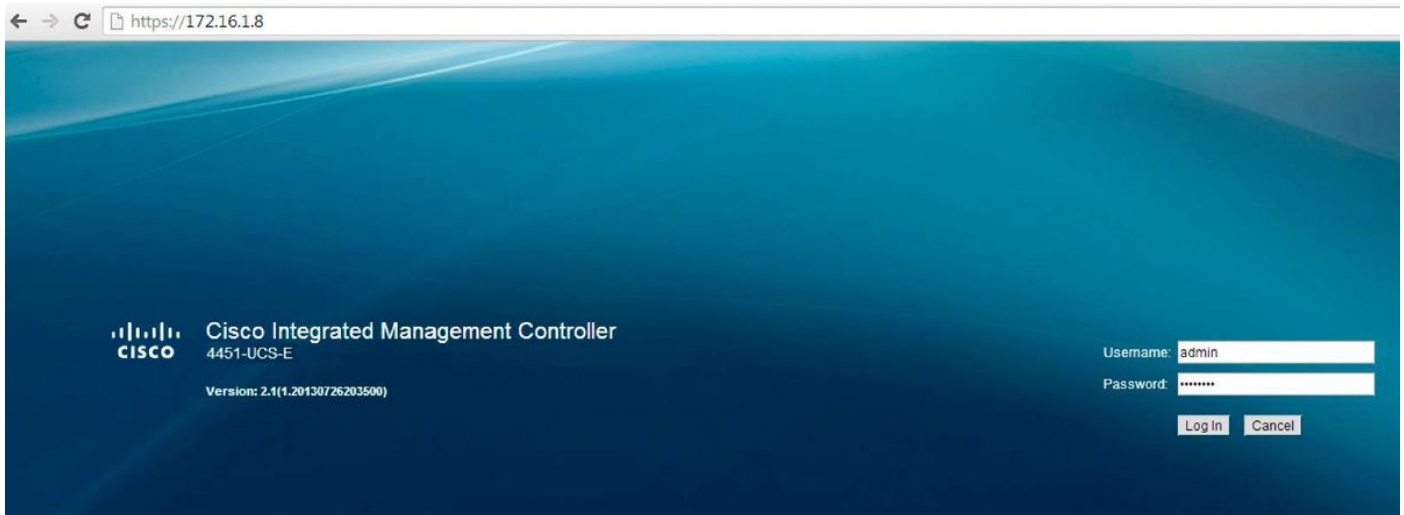 https://172.16.1.8
CISCO
Cisco Integrated Management Controller
4451-UCS-E
Version: 2.1(1.20130726203500)
Username: admin
Password: ••••••••
Log In Cancel